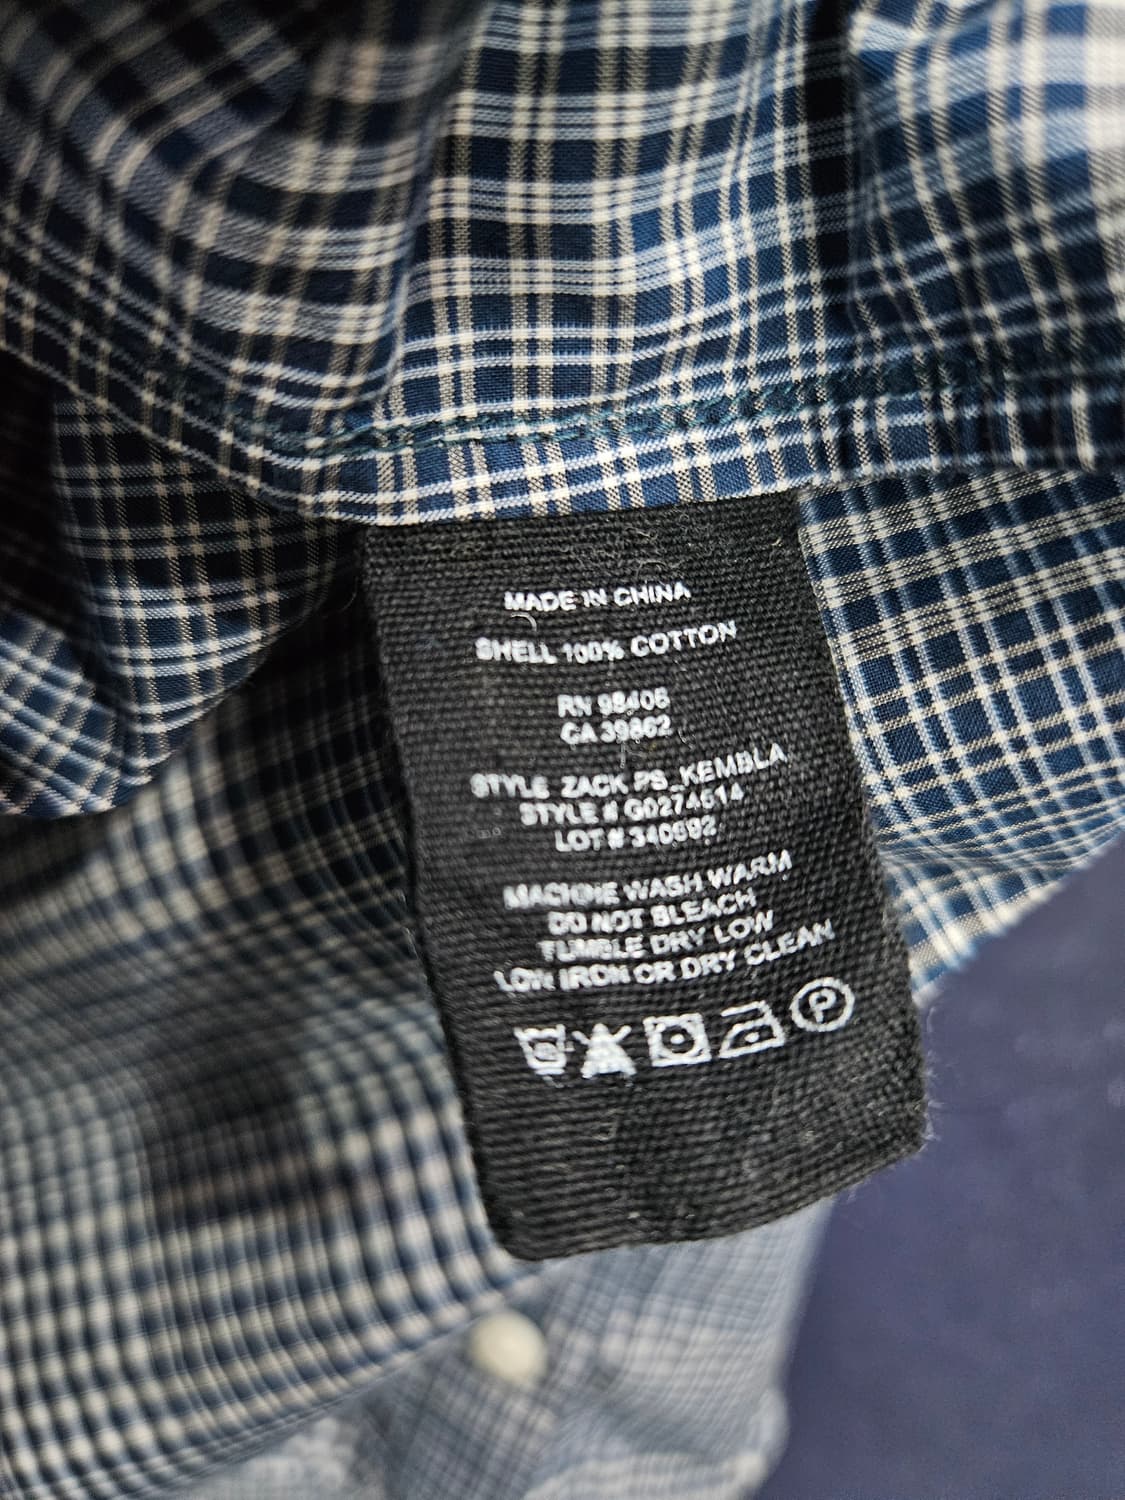 MADE IN CHINA
SHELL 100% COTTON
RN 98406
CA 39862
STYLE ZACK PS_KEMBLA
STYLE # G0274614
LOT # 340692
MACHINE WASH WARM
DO NOT BLEACH
TUMBLE DRY LOW
LOW IRON OR DRY CLEAN
P